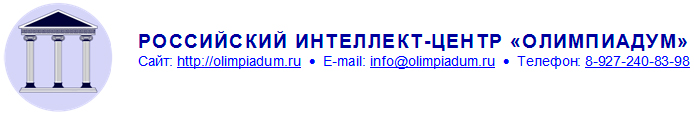 РОССИЙСКИЙ ИНТЕЛЛЕКТ-ЦЕНТР «ОЛИМПИАДУМ»
Сайт: http://olimpiadum.ru • E-mail: info@olimpiadum.ru • Телефон: 8-927-240-83-98